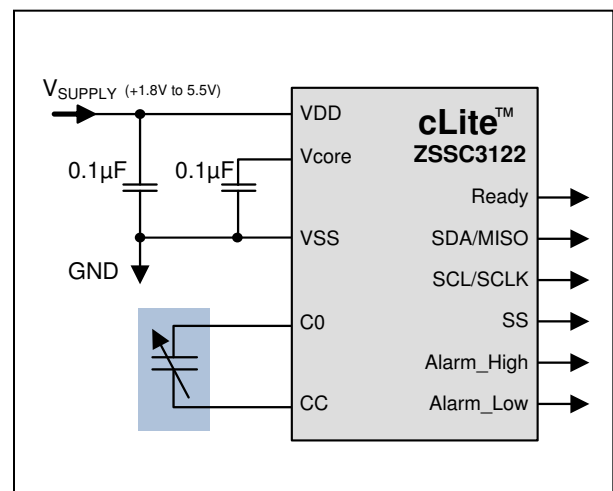 V_SUPPLY (+1.8V to 5.5V)
VDD
cLite™
ZSSC3122
Vcore
0.1µF
0.1µF
Ready
VSS
SDA/MISO
GND
SCL/SCLK
C0
SS
Alarm_High
CC
Alarm_Low